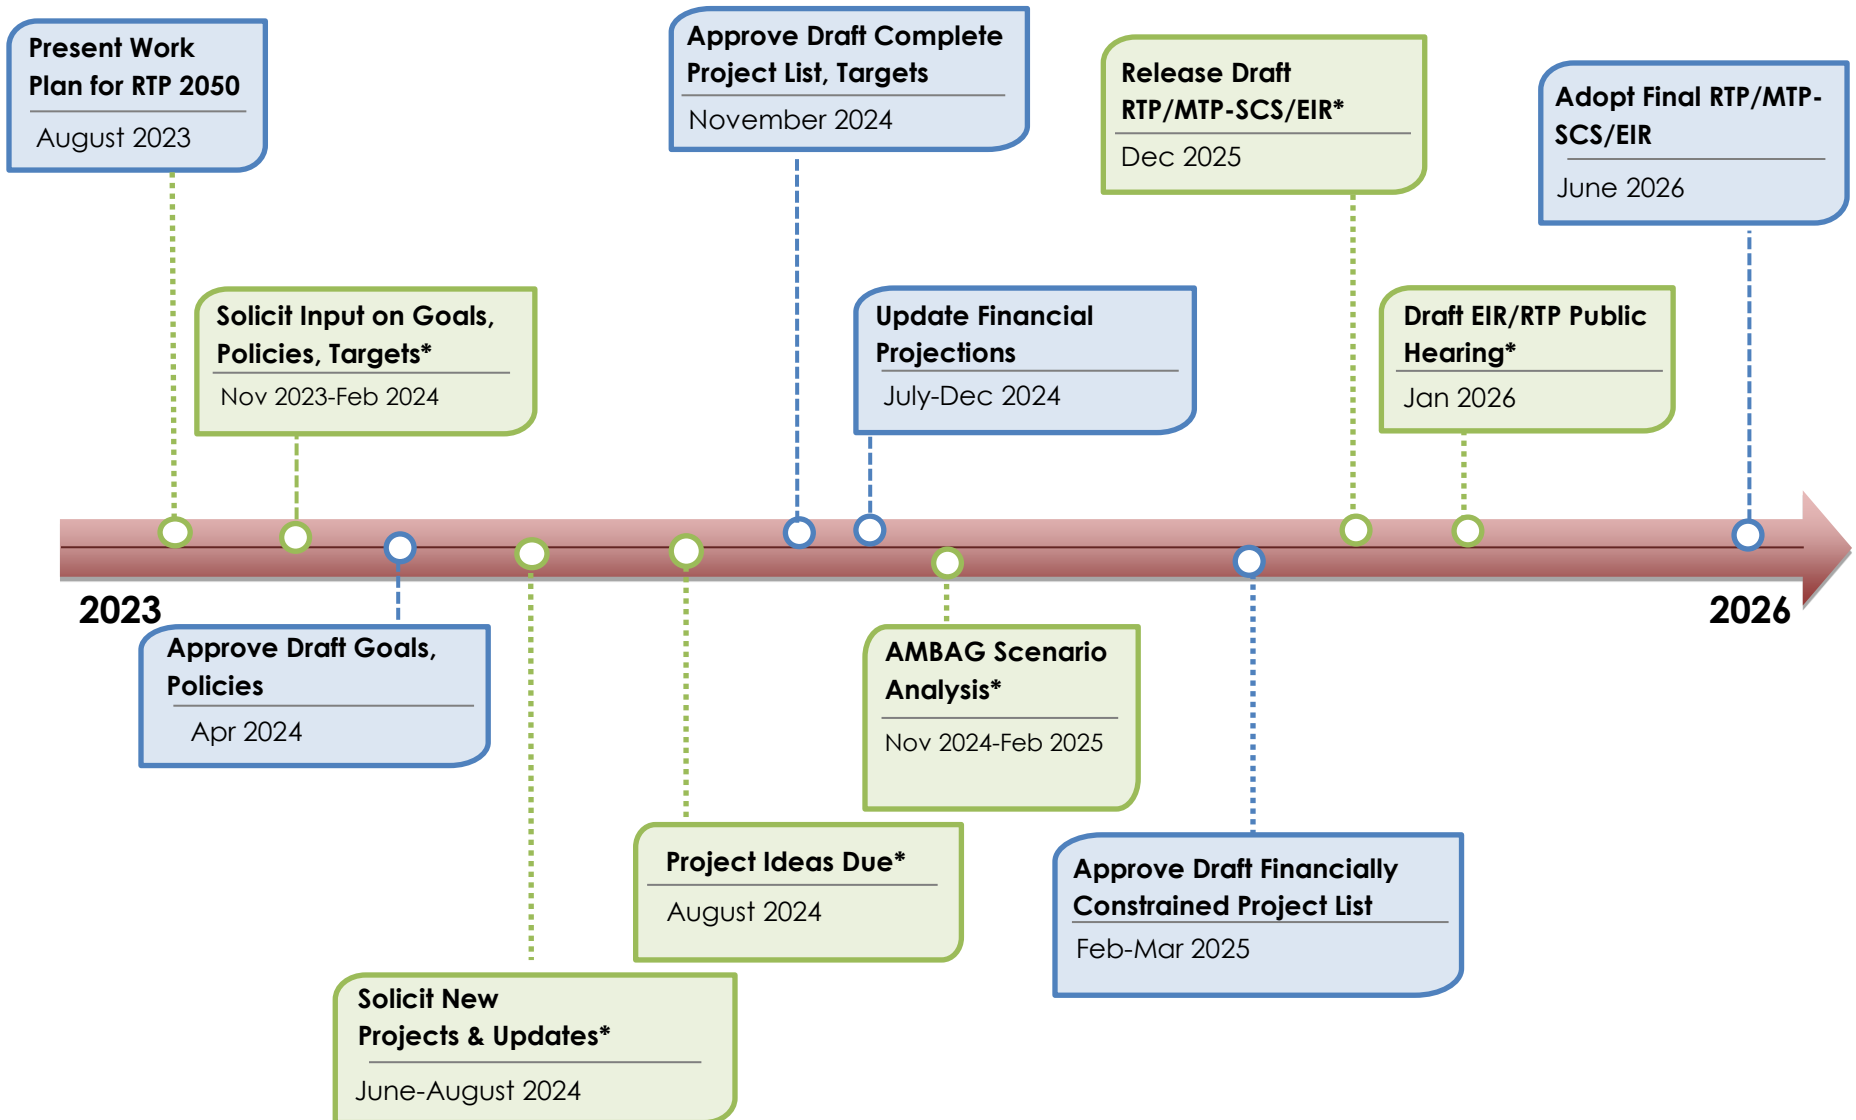 Present Work
Plan for RTP 2050
August 2023
Approve Draft Complete
Project List, Targets
November 2024
Release Draft
RTP/MTP-SCS/EIR*
Dec 2025
Adopt Final RTP/MTP-
SCS/EIR
June 2026
Solicit Input on Goals,
Policies, Targets*
Nov 2023-Feb 2024
Update Financial
Projections
July-Dec 2024
Draft EIR/RTP Public
Hearing*
Jan 2026
2023
2026
Approve Draft Goals,
Policies
Apr 2024
AMBAG Scenario
Analysis*
Nov 2024-Feb 2025
Project Ideas Due*
August 2024
Approve Draft Financially
Constrained Project List
Feb-Mar 2025
Solicit New
Projects & Updates*
June-August 2024